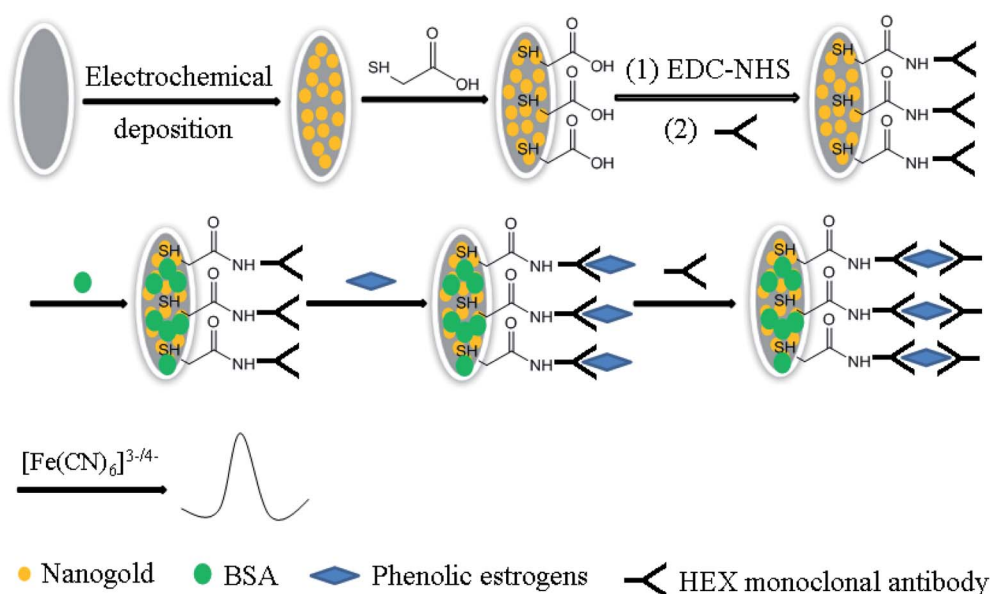 Electrochemical
deposition
SH
O
OH
SH
O
OH
SH
O
OH
SH
O
OH
(1) EDC-NHS
(2)
SH
O
NH
SH
O
NH
SH
O
NH
SH
O
NH
SH
O
NH
SH
O
NH
SH
O
NH
SH
O
NH
SH
O
NH
SH
O
NH
SH
O
NH
SH
O
NH
[Fe(CN)6]3-/4-
Nanogold
BSA
Phenolic estrogens
HEX monoclonal antibody